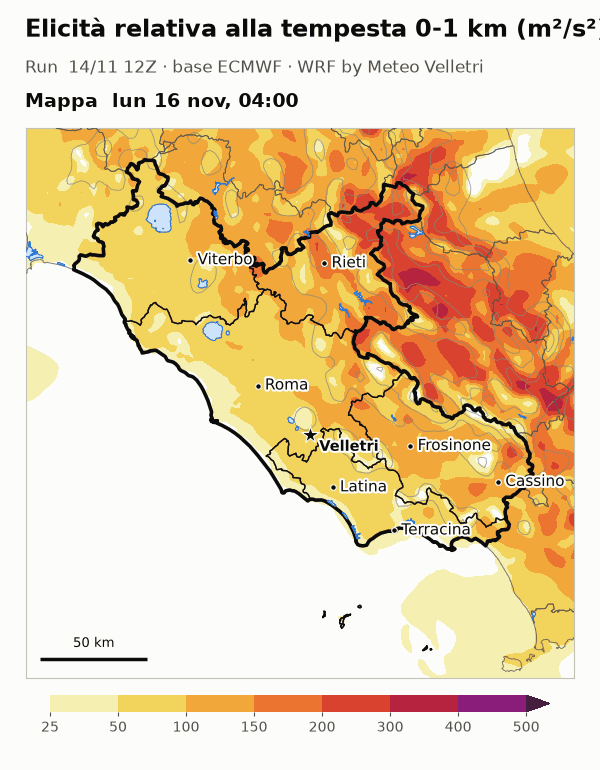 Elicità relativa alla tempesta 0-1 km (m²/s²)
Run 14/11 12Z · base ECMWF · WRF by Meteo Velletri
Mappa lun 16 nov, 04:00
Viterbo
Rieti
Roma
Velletri
Frosinone
Latina
Cassino
Terracina
50 km
25 50 100 150 200 300 400 500